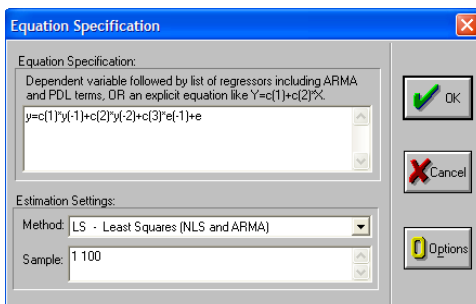 Equation Specification
Equation Specification:
Dependent variable followed by list of regressors including ARMA
and PDL terms, OR an explicit equation like Y=c(1)+c(2)*X.
y=c(1)*y(-1)+c(2)*y(-2)+c(3)*e(-1)+e
OK
Cancel
Estimation Settings:
Method: LS - Least Squares (NLS and ARMA)
Sample: 1 100
Options